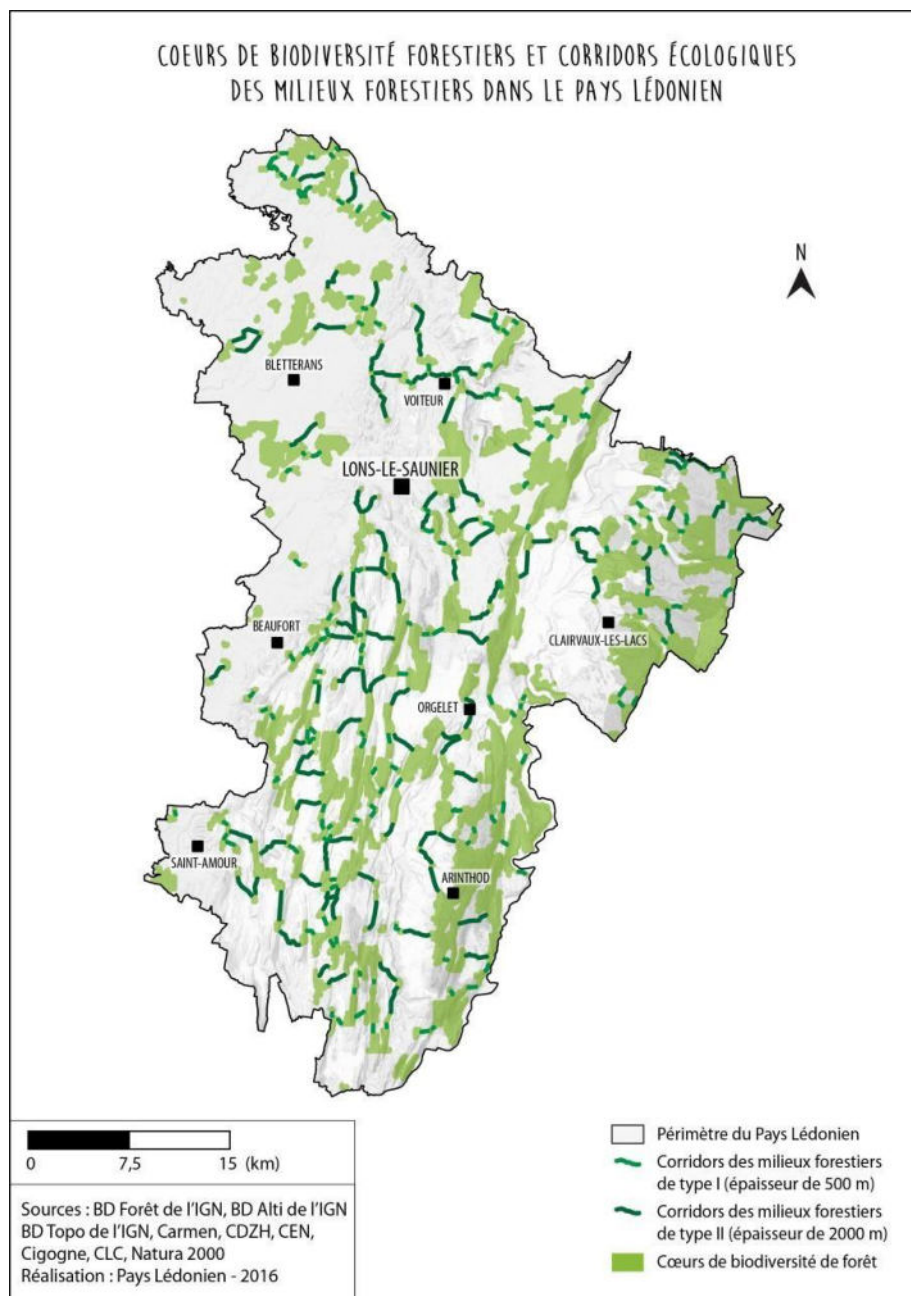 COEURS DE BIODIVERSITÉ FORESTIERS ET CORRIDORS ÉCOLOGIQUES
DES MILIEUX FORESTIERS DANS LE PAYS LÉDONIEN
N
BLETTERANS
VOITEUR
LONS-LE-SAUNIER
BEAUFORT
CLAIRVAUX-LES-LACS
ORGELET
SAINT-AMOUR
ARINTHOD
0 7,5 15 (km)
Sources : BD Forêt de l'IGN, BD Alti de l'IGN
BD Topo de l'IGN, Carmen, CDZH, CEN,
Cigogne, CLC, Natura 2000
Réalisation : Pays Lédonien - 2016
Périmètre du Pays Lédonien
Corridors des milieux forestiers
de type I (épaisseur de 500 m)
Corridors des milieux forestiers
de type II (épaisseur de 2000 m)
Cœurs de biodiversité de forêt